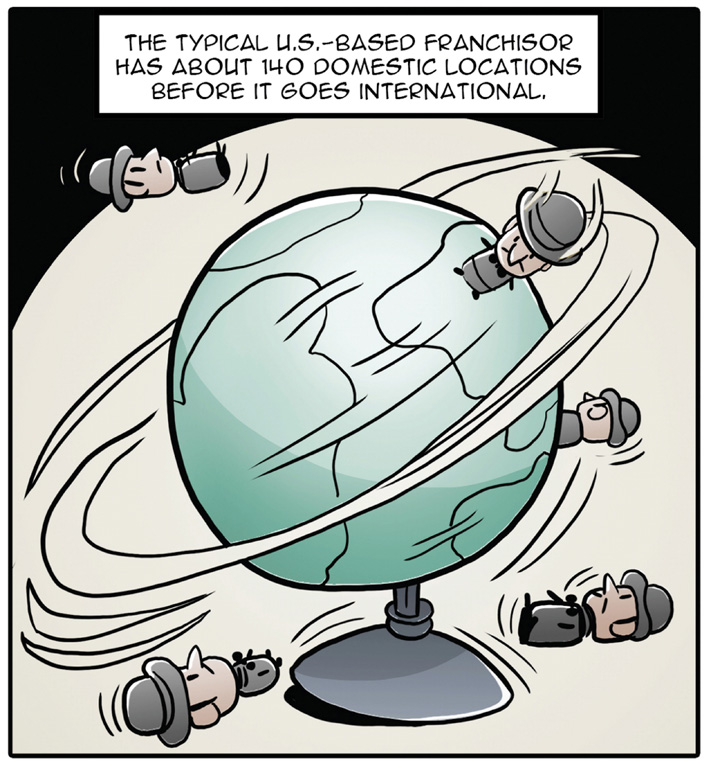 THE TYPICAL U.S.-BASED FRANCHISOR
HAS ABOUT 140 DOMESTIC LOCATIONS
BEFORE IT GOES INTERNATIONAL.